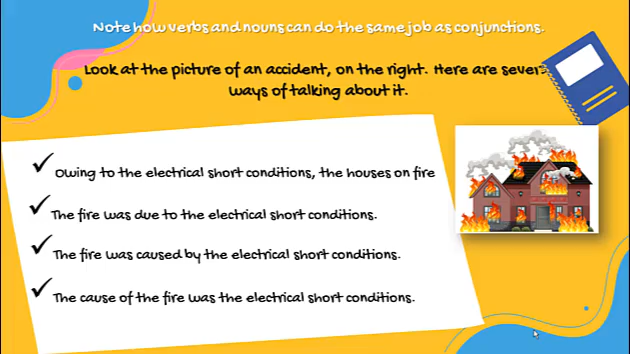 Note how verbs and nouns can do the same job as conjunctions.
Look at the picture of an accident, on the right. Here are sever
ways of talking about it.
Owing to the electrical short conditions, the houses on fire
The fire was due to the electrical short conditions.
The fire was caused by the electrical short conditions.
The cause of the fire was the electrical short conditions.